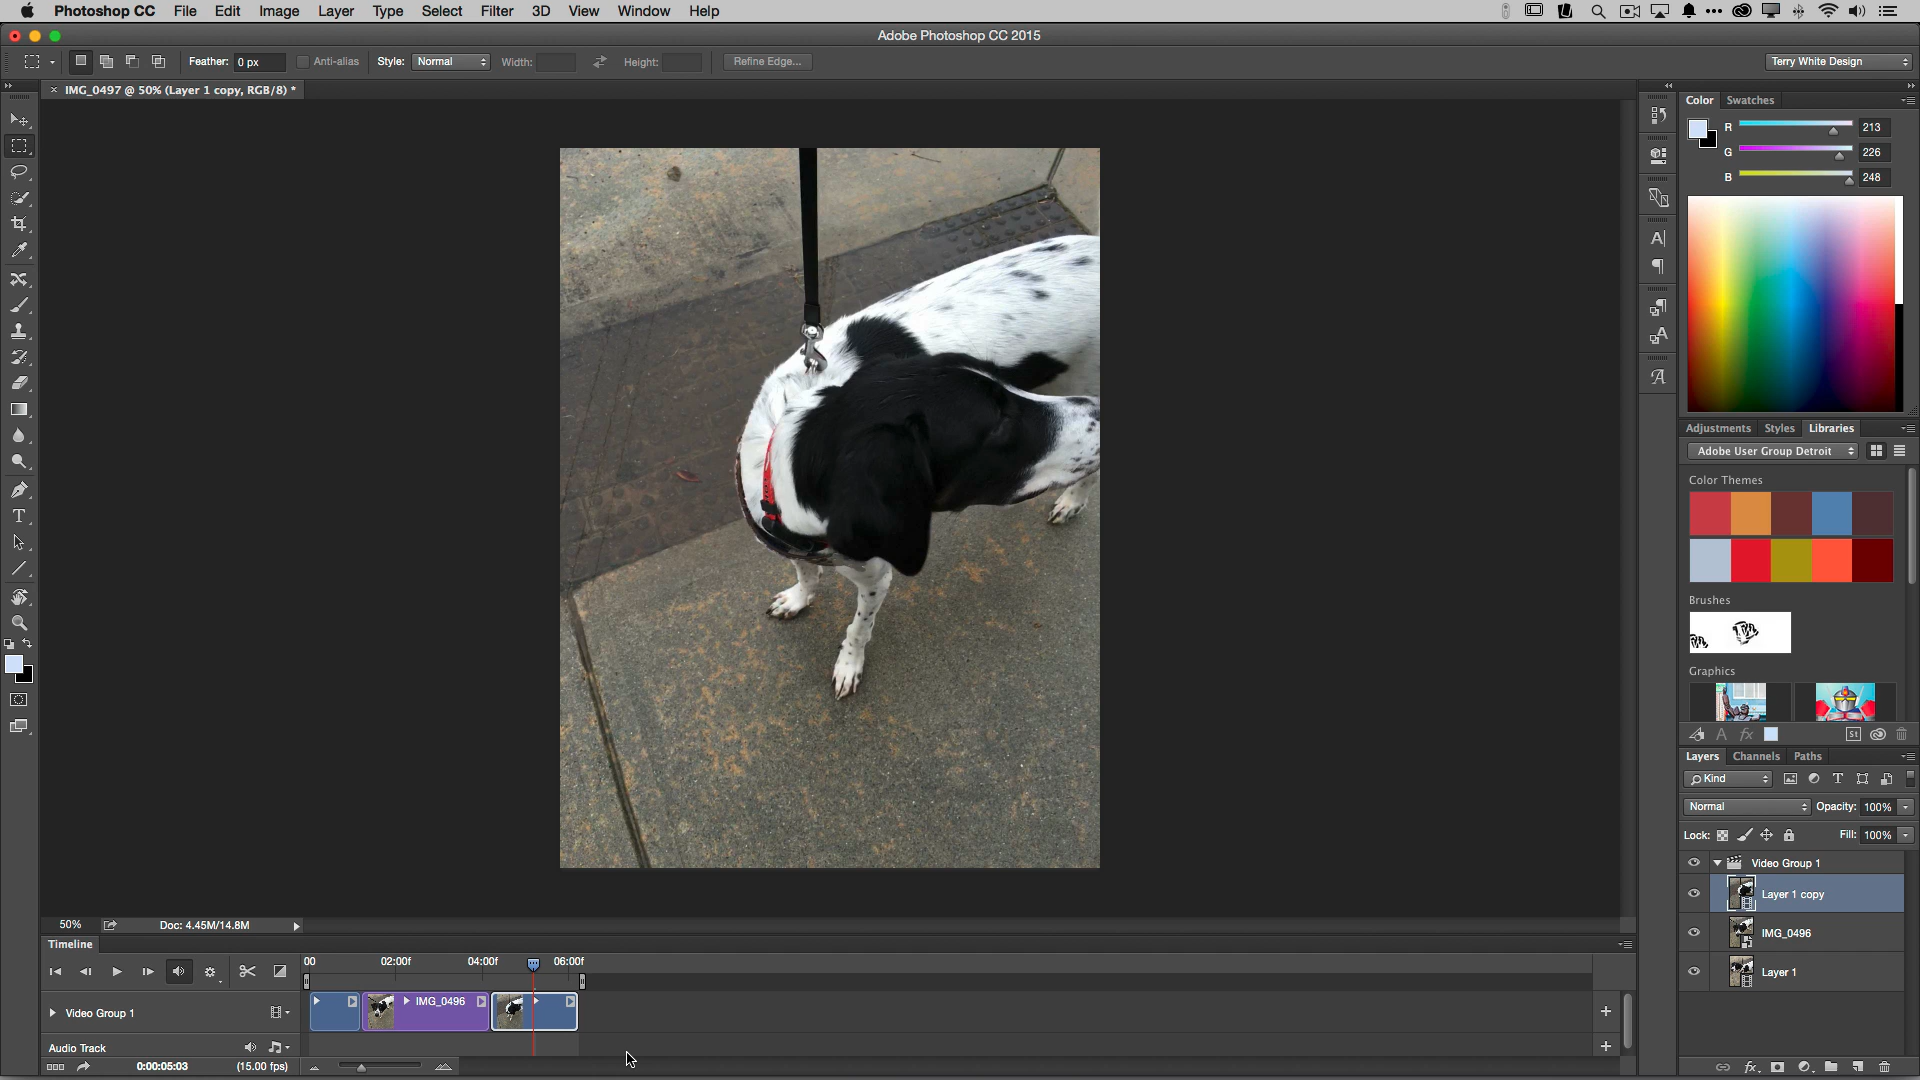 Photoshop CC File Edit Image Layer Type Select Filter 3D View Window Help
Adobe Photoshop CC 2015
Feather: 0 px Anti-alias Style: Normal Width: Height: Refine Edge... Terry White Design
× IMG_0497 @ 50% (Layer 1 copy, RGB/8) *
Color Swatches
R 213
G 226
B 248
Adjustments Styles Libraries
Adobe User Group Detroit
Color Themes
Brushes
Graphics
St
Layers Channels Paths
Kind
Normal Opacity: 100%
Lock: Fill: 100%
Video Group 1
Layer 1 copy
IMG_0496
Layer 1
50% Doc: 4.45M/14.8M
Timeline
00 02:00f 04:00f 06:00f
Video Group 1 IMG_0496
Audio Track
0:00:05:03 (15.00 fps)